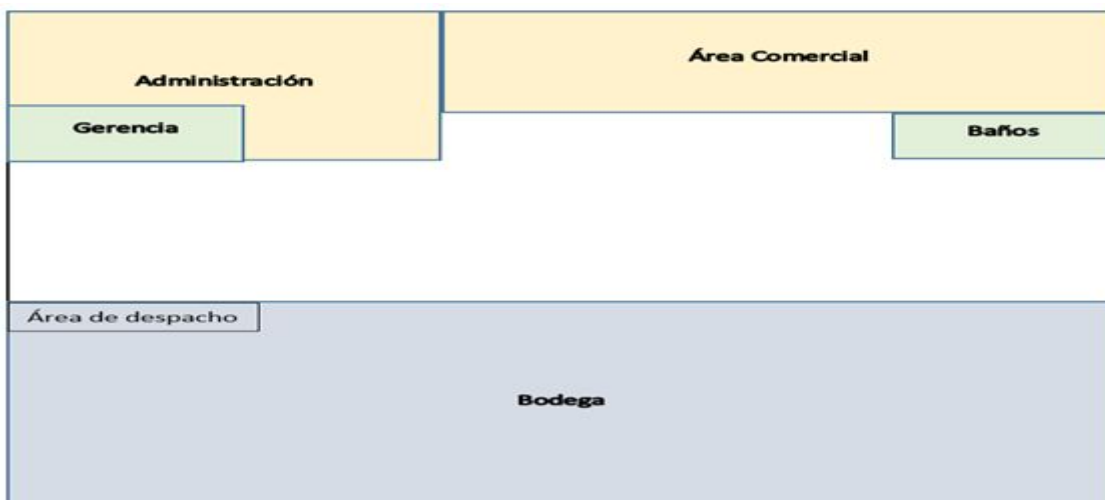 Administración
Área Comercial
Gerencia
Baños
Área de despacho
Bodega